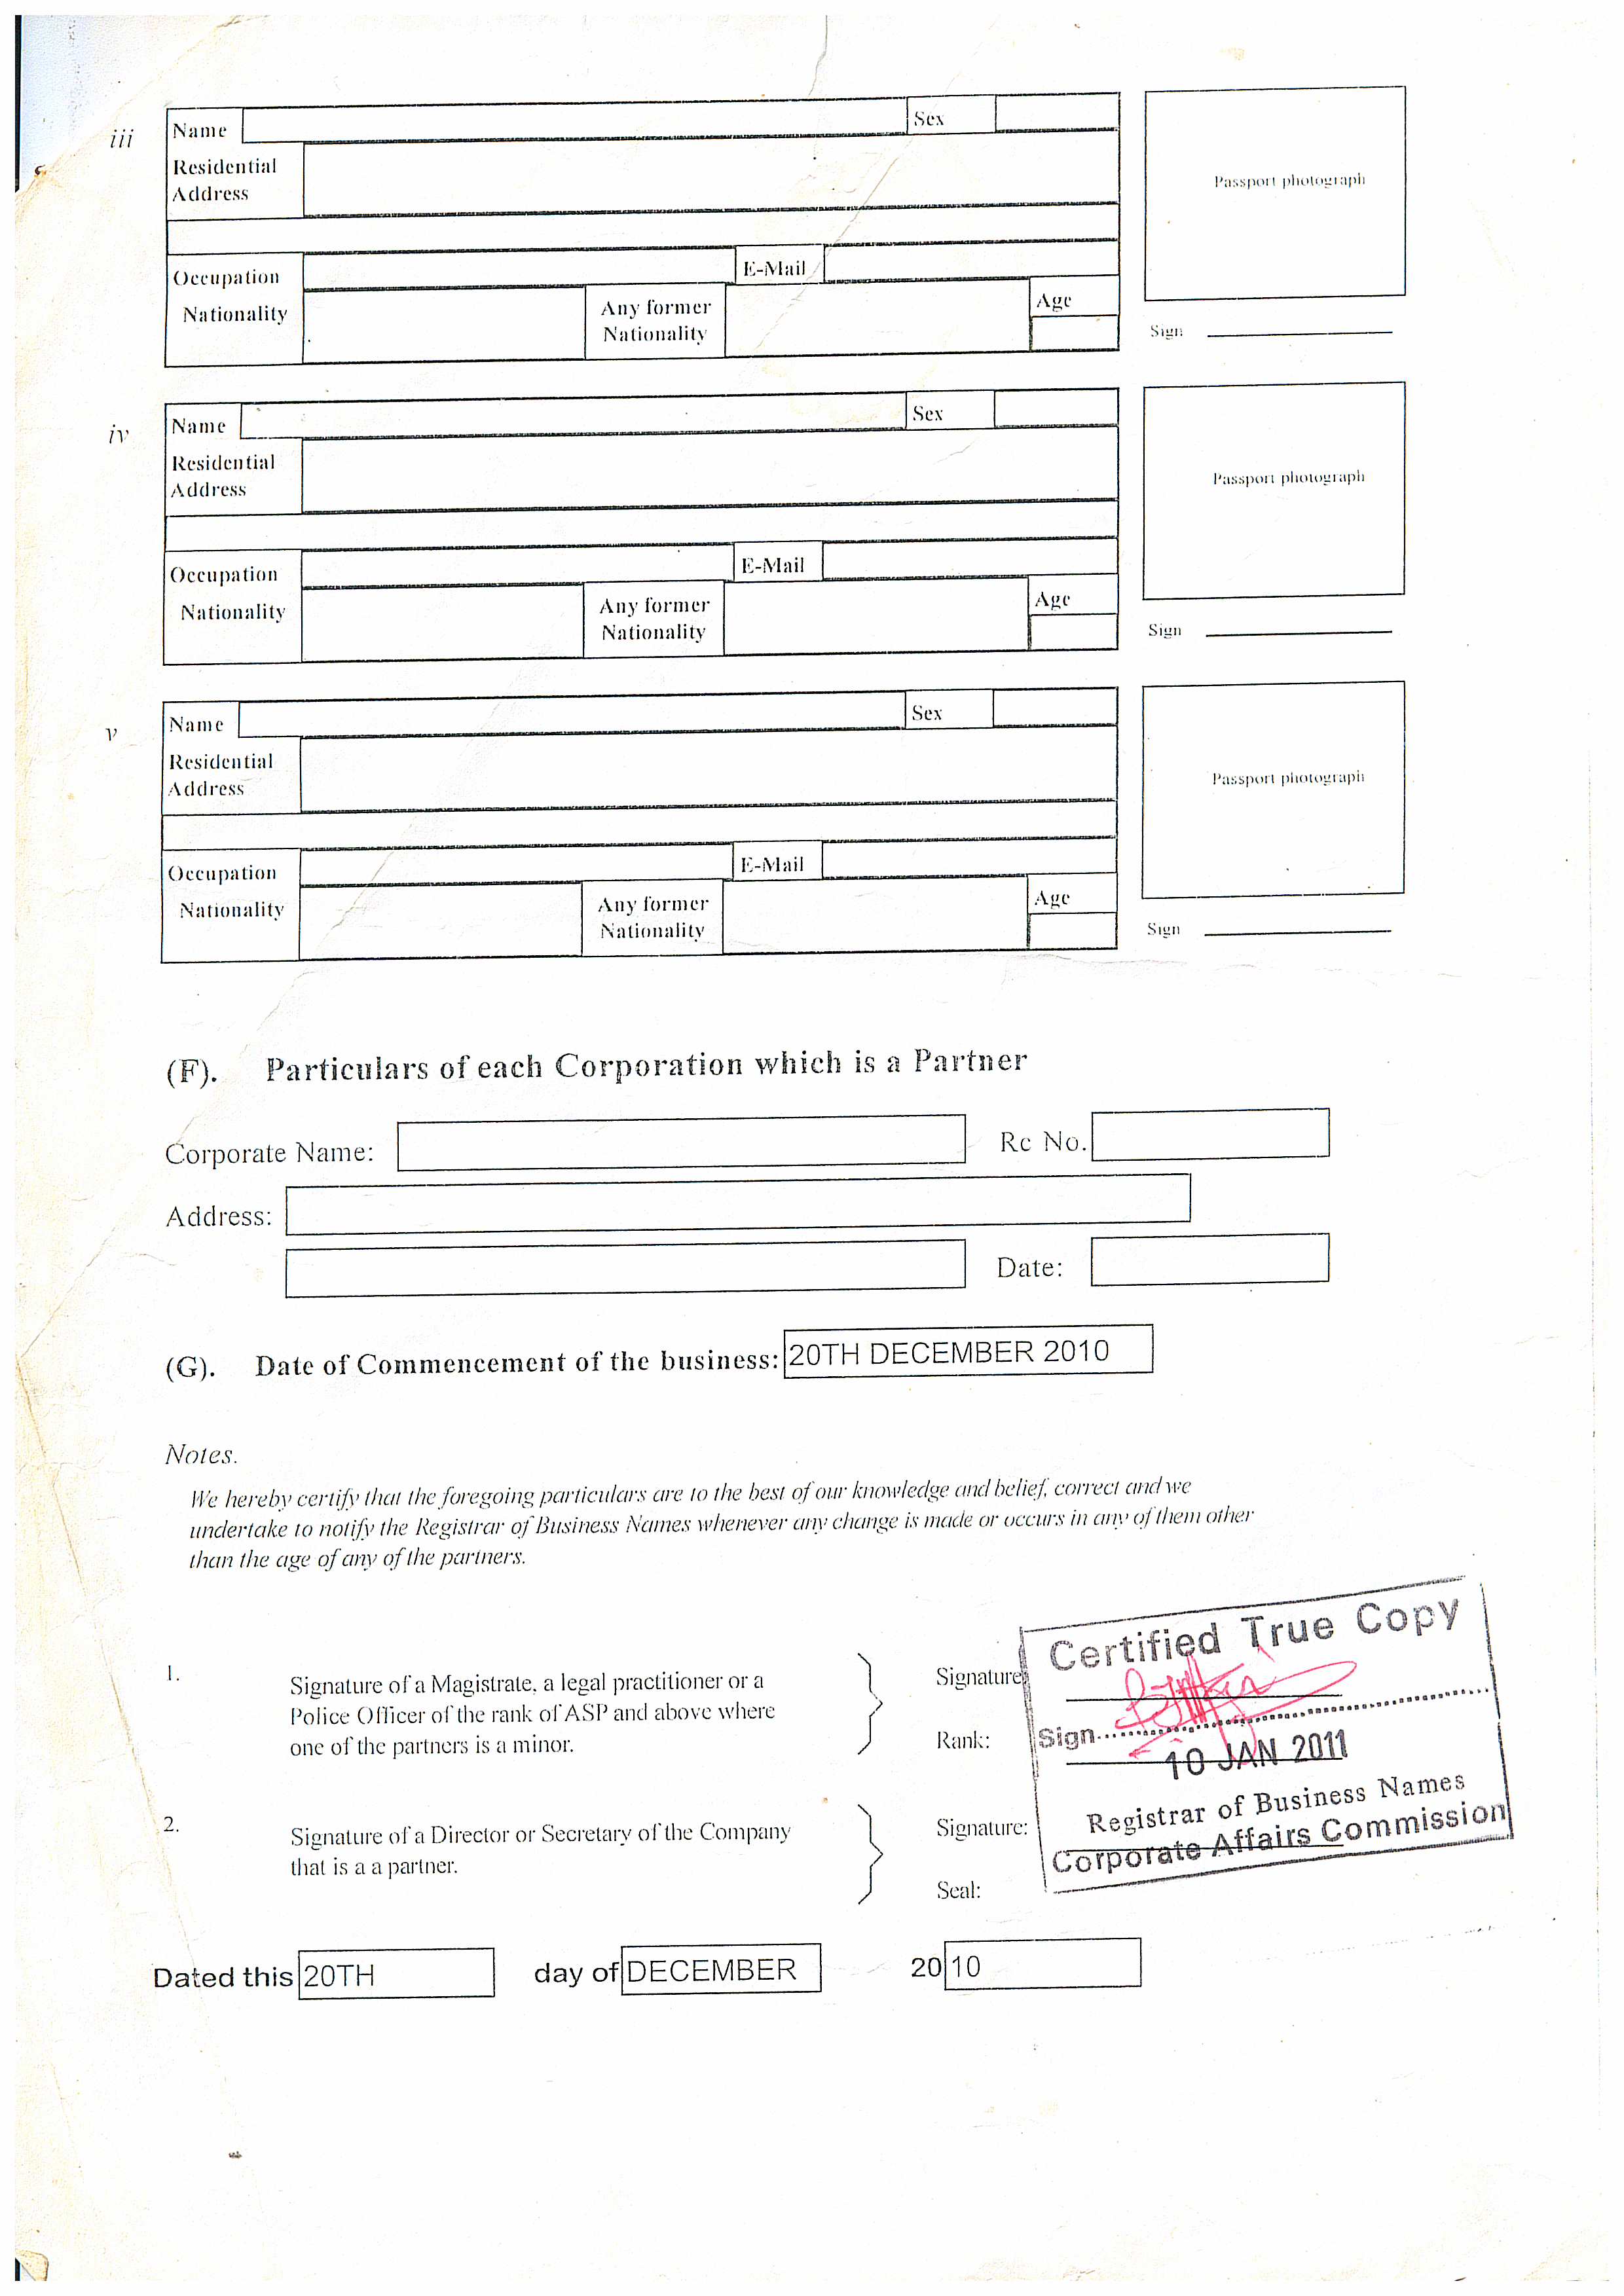 iii
Name
Sex
Residential
Address
Passport photograph
Occupation
E-Mail
Nationality
Any former
Nationality
Age
Sign
iv
Name
Sex
Residential
Address
Passport photograph
Occupation
E-Mail
Nationality
Any former
Nationality
Age
Sign
v
Name
Sex
Residential
Address
Passport photograph
Occupation
E-Mail
Nationality
Any former
Nationality
Age
Sign
(F). Particulars of each Corporation which is a Partner
Corporate Name: Rc No.
Address:
Date:
(G). Date of Commencement of the business: 20TH DECEMBER 2010
Notes.
We hereby certify that the foregoing particulars are to the best of our knowledge and belief, correct and we
undertake to notify the Registrar of Business Names whenever any change is made or occurs in any of them other
than the age of any of the partners.
1.
Signature of a Magistrate, a legal practitioner or a
Police Officer of the rank of ASP and above where
one of the partners is a minor.
Signature
Rank:
2.
Signature of a Director or Secretary of the Company
that is a a partner.
Signature:
Seal:
Certified True Copy
Sign
10 JAN 2011
Registrar of Business Names
Corporate Affairs Commission
Dated this 20TH day of DECEMBER 20 10